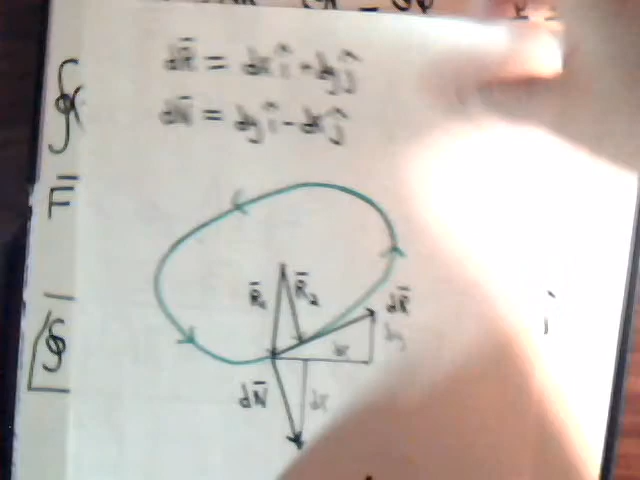 dR̄ = dx î + dy ĵ
dN̄ = dy î - dx ĵ
F̄
R̄₁
R̄₂
dR̄
dy
dx
dN̄
dx